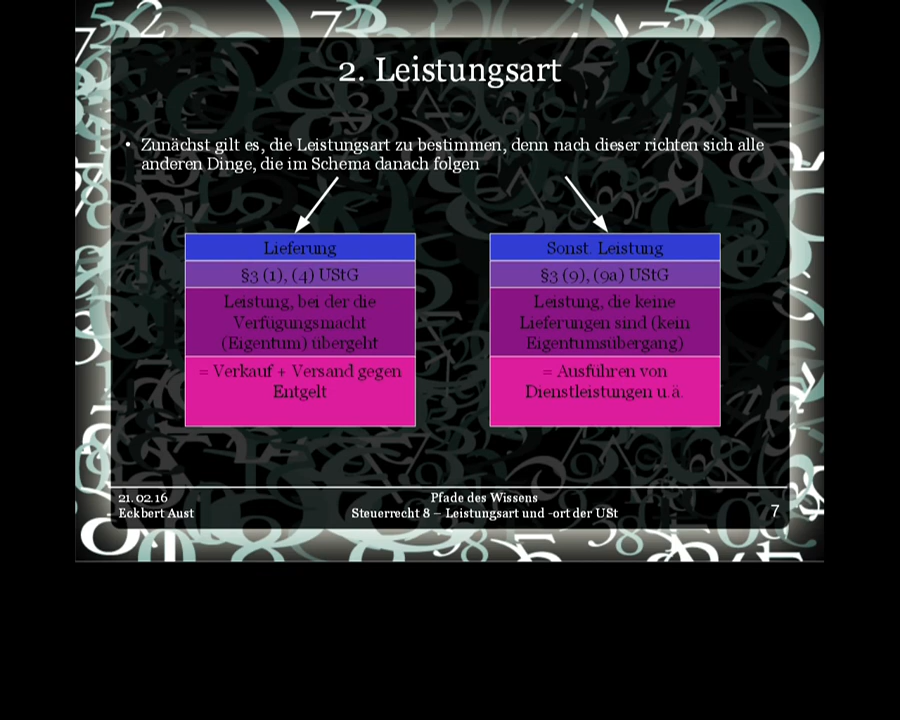 2. Leistungsart
• Zunächst gilt es, die Leistungsart zu bestimmen, denn nach dieser richten sich alle
anderen Dinge, die im Schema danach folgen
Lieferung
§3 (1), (4) UStG
Leistung, bei der die
Verfügungsmacht
(Eigentum) übergeht
= Verkauf + Versand gegen
Entgelt
Sonst. Leistung
§3 (9), (9a) UStG
Leistung, die keine
Lieferungen sind (kein
Eigentumsübergang)
= Ausführen von
Dienstleistungen u.ä.
21.02.16
Eckbert Aust
Pfade des Wissens
Steuerrecht 8 – Leistungsart und -ort der USt
7